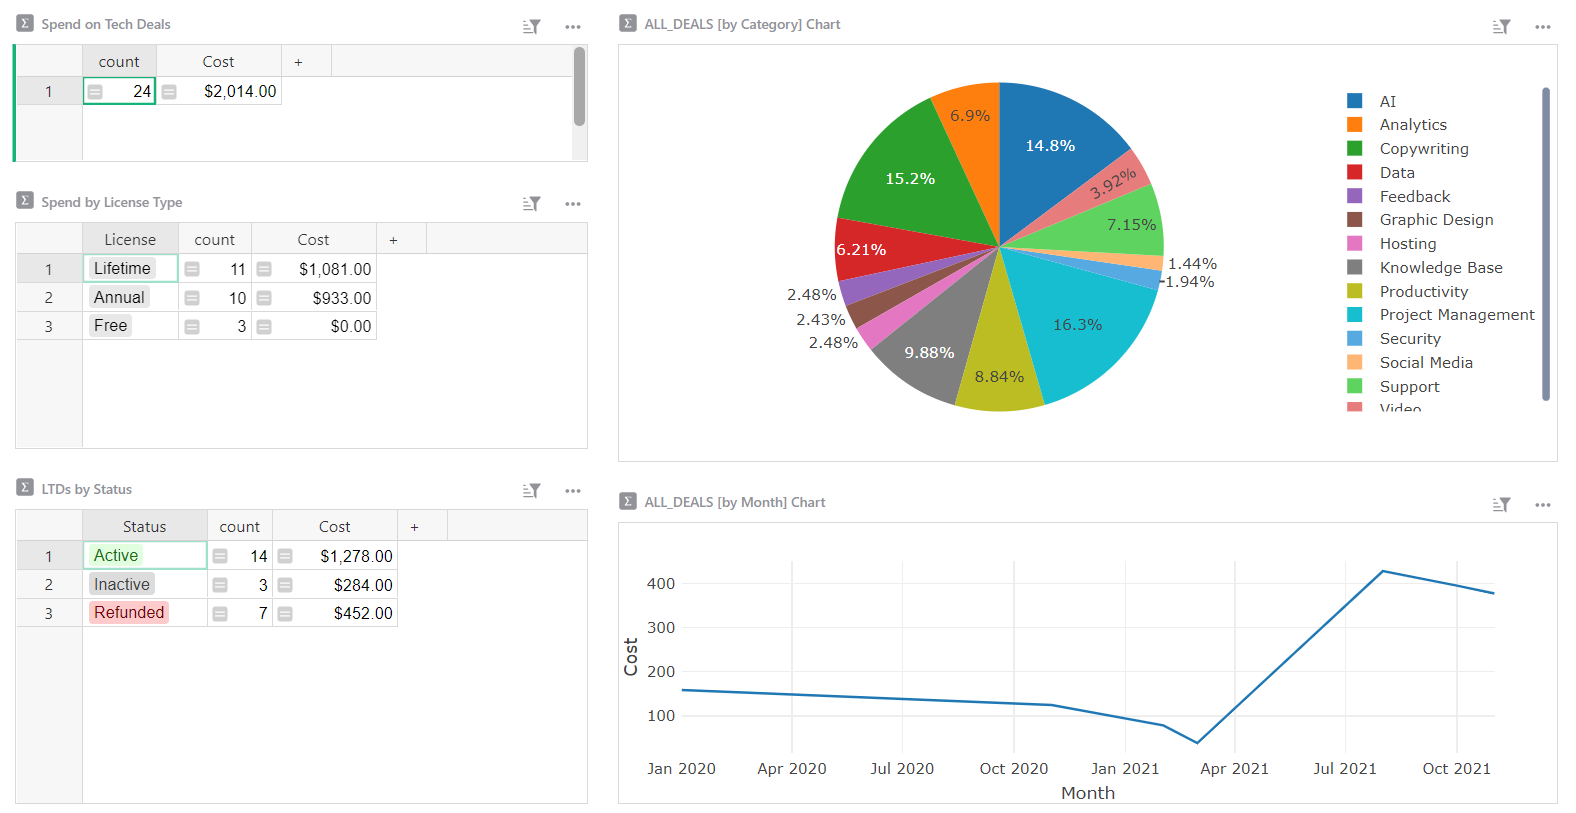 Spend on Tech Deals
count Cost +
1 24 $2,014.00
Spend by License Type
License count Cost +
1 Lifetime 11 $1,081.00
2 Annual 10 $933.00
3 Free 3 $0.00
LTDs by Status
Status count Cost +
1 Active 14 $1,278.00
2 Inactive 3 $284.00
3 Refunded 7 $452.00
ALL_DEALS [by Category] Chart
14.8%
3.92%
7.15%
1.44%
1.94%
16.3%
8.84%
9.88%
2.48%
2.43%
2.48%
6.21%
15.2%
6.9%
AI
Analytics
Copywriting
Data
Feedback
Graphic Design
Hosting
Knowledge Base
Productivity
Project Management
Security
Social Media
Support
Video
ALL_DEALS [by Month] Chart
Cost
400
300
200
100
Jan 2020 Apr 2020 Jul 2020 Oct 2020 Jan 2021 Apr 2021 Jul 2021 Oct 2021
Month